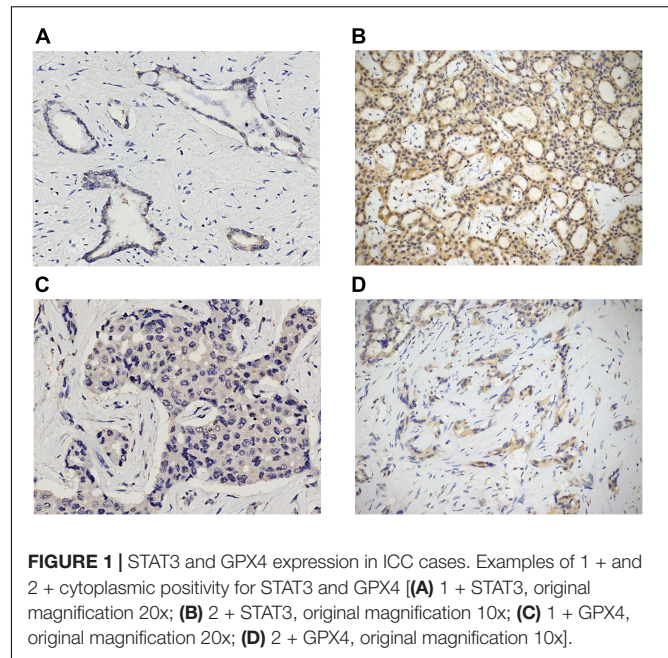 A
B
C
D
FIGURE 1 | STAT3 and GPX4 expression in ICC cases. Examples of 1 + and
2 + cytoplasmic positivity for STAT3 and GPX4 [(A) 1 + STAT3, original
magnification 20x; (B) 2 + STAT3, original magnification 10x; (C) 1 + GPX4,
original magnification 20x; (D) 2 + GPX4, original magnification 10x].